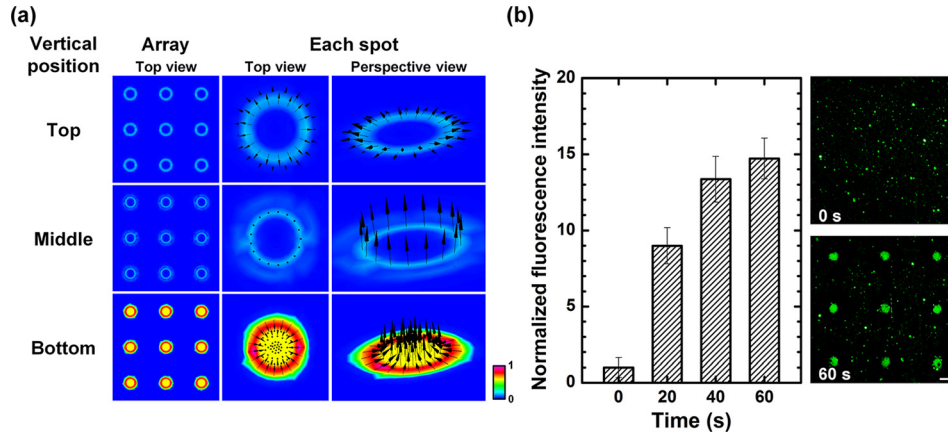 (a)
Vertical position
Array
Each spot
Top view
Top view
Perspective view
Top
Middle
Bottom
1
0
(b)
Normalized fluorescence intensity
20
15
10
5
0
0 20 40 60
Time (s)
0 s
60 s